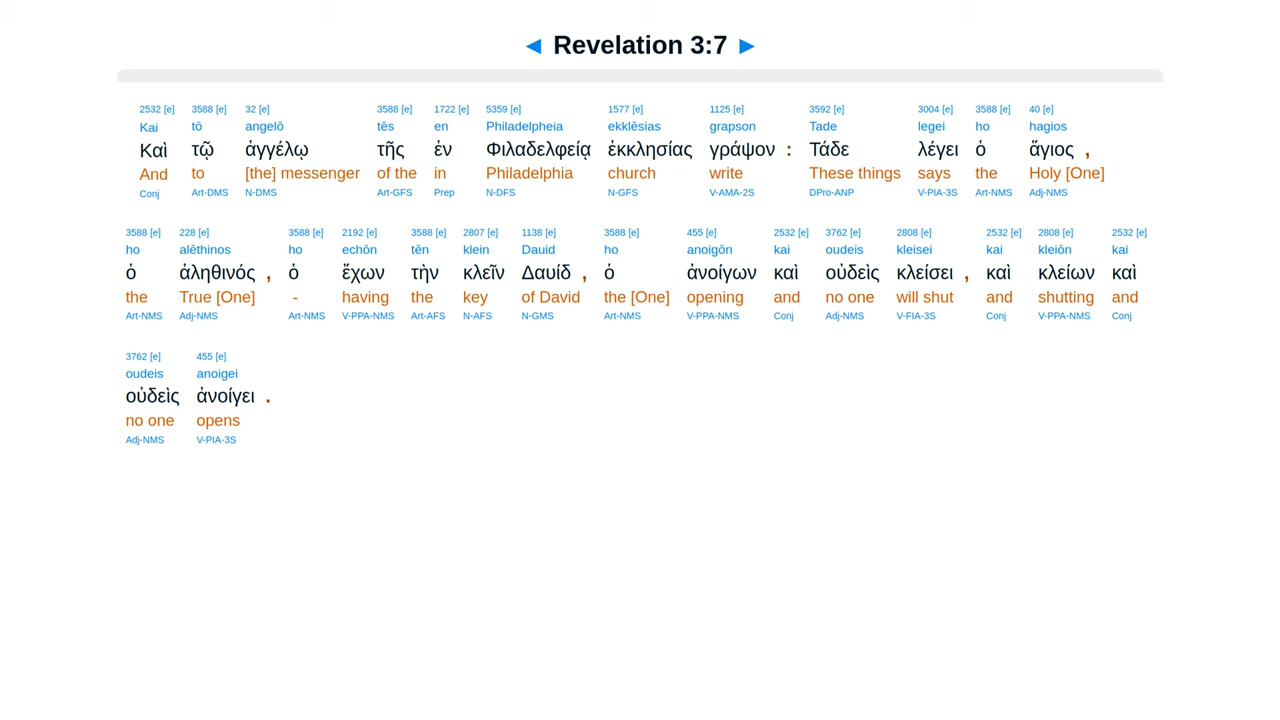 ◄ Revelation 3:7 ►
2532 [e] 3588 [e] 32 [e] 3588 [e] 1722 [e] 5359 [e] 1577 [e] 1125 [e] 3592 [e] 3004 [e] 3588 [e] 40 [e]
Kai tō angelō tēs en Philadelpheia ekklēsias grapson Tade legei ho hagios
Καὶ τῷ ἀγγέλῳ τῆς ἐν Φιλαδελφείᾳ ἐκκλησίας γράψον : Τάδε λέγει ὁ ἅγιος ,
And to [the] messenger of the in Philadelphia church write These things says the Holy [One]
Conj Art-DMS N-DMS Art-GFS Prep N-DFS N-GFS V-AMA-2S DPro-ANP V-PIA-3S Art-NMS Adj-NMS
3588 [e] 228 [e] 3588 [e] 2192 [e] 3588 [e] 2807 [e] 1138 [e] 3588 [e] 455 [e] 2532 [e] 3762 [e] 2808 [e] 2532 [e] 2808 [e] 2532 [e]
ho alēthinos ho echōn tēn klein Dauid ho anoigōn kai oudeis kleisei kai kleiōn kai
ὁ ἀληθινός , ὁ ἔχων τὴν κλεῖν Δαυίδ , ὁ ἀνοίγων καὶ οὐδεὶς κλείσει , καὶ κλείων καὶ
the True [One] - having the key of David the [One] opening and no one will shut and shutting and
Art-NMS Adj-NMS Art-NMS V-PPA-NMS Art-AFS N-AFS N-GMS Art-NMS V-PPA-NMS Conj Adj-NMS V-FIA-3S Conj V-PPA-NMS Conj
3762 [e] 455 [e]
oudeis anoigei
οὐδεὶς ἀνοίγει .
no one opens
Adj-NMS V-PIA-3S